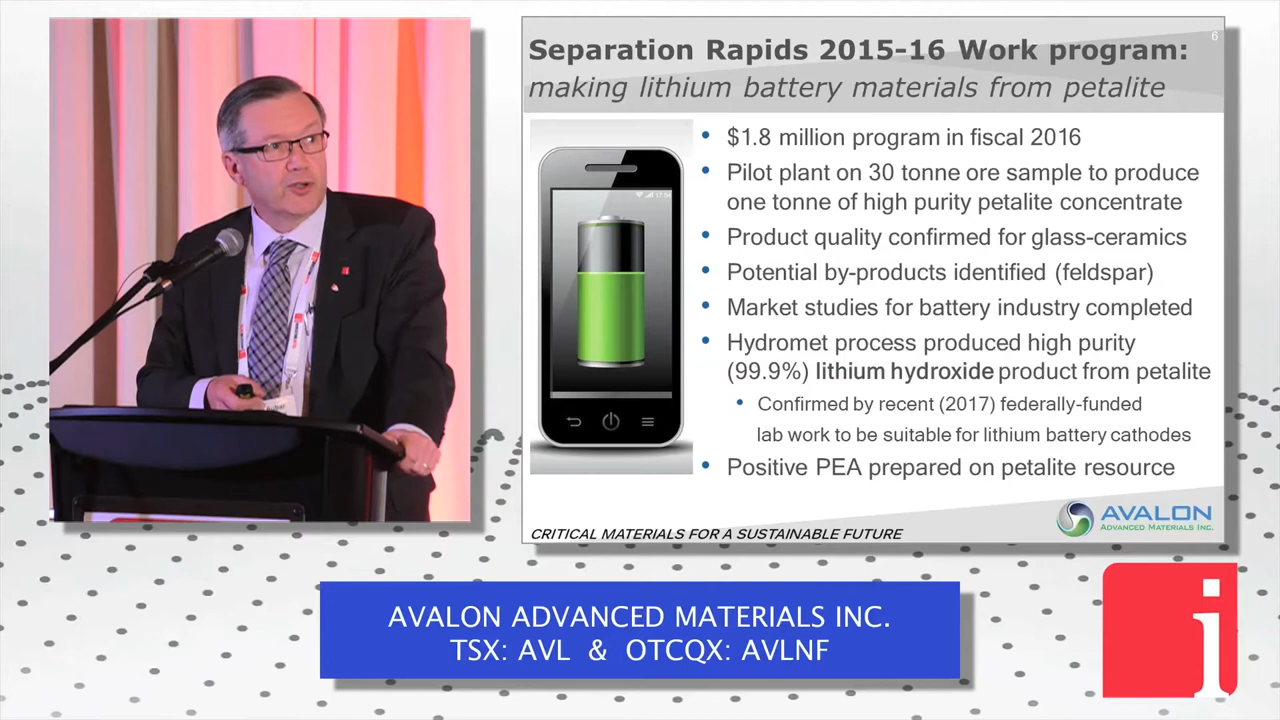 6
Separation Rapids 2015-16 Work program:
making lithium battery materials from petalite
• $1.8 million program in fiscal 2016
• Pilot plant on 30 tonne ore sample to produce
one tonne of high purity petalite concentrate
• Product quality confirmed for glass-ceramics
• Potential by-products identified (feldspar)
• Market studies for battery industry completed
• Hydromet process produced high purity
(99.9%) lithium hydroxide product from petalite
• Confirmed by recent (2017) federally-funded
lab work to be suitable for lithium battery cathodes
• Positive PEA prepared on petalite resource
AVALON
ADVANCED MATERIALS INC.
CRITICAL MATERIALS FOR A SUSTAINABLE FUTURE
AVALON ADVANCED MATERIALS INC.
TSX: AVL & OTCQX: AVLNF
i